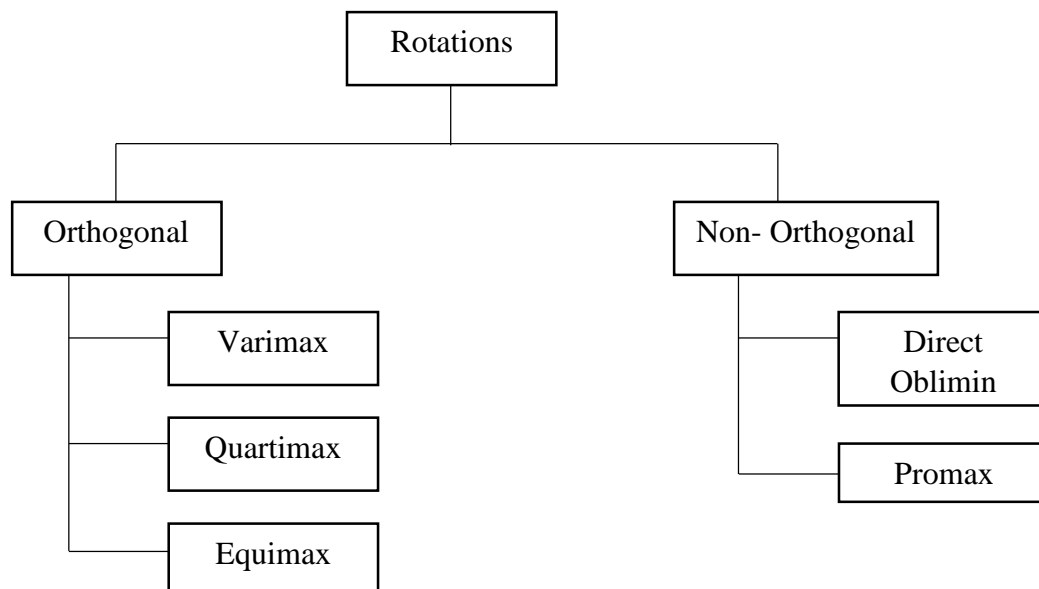 Rotations
Orthogonal
Non- Orthogonal
Varimax
Direct
Oblimin
Quartimax
Promax
Equimax